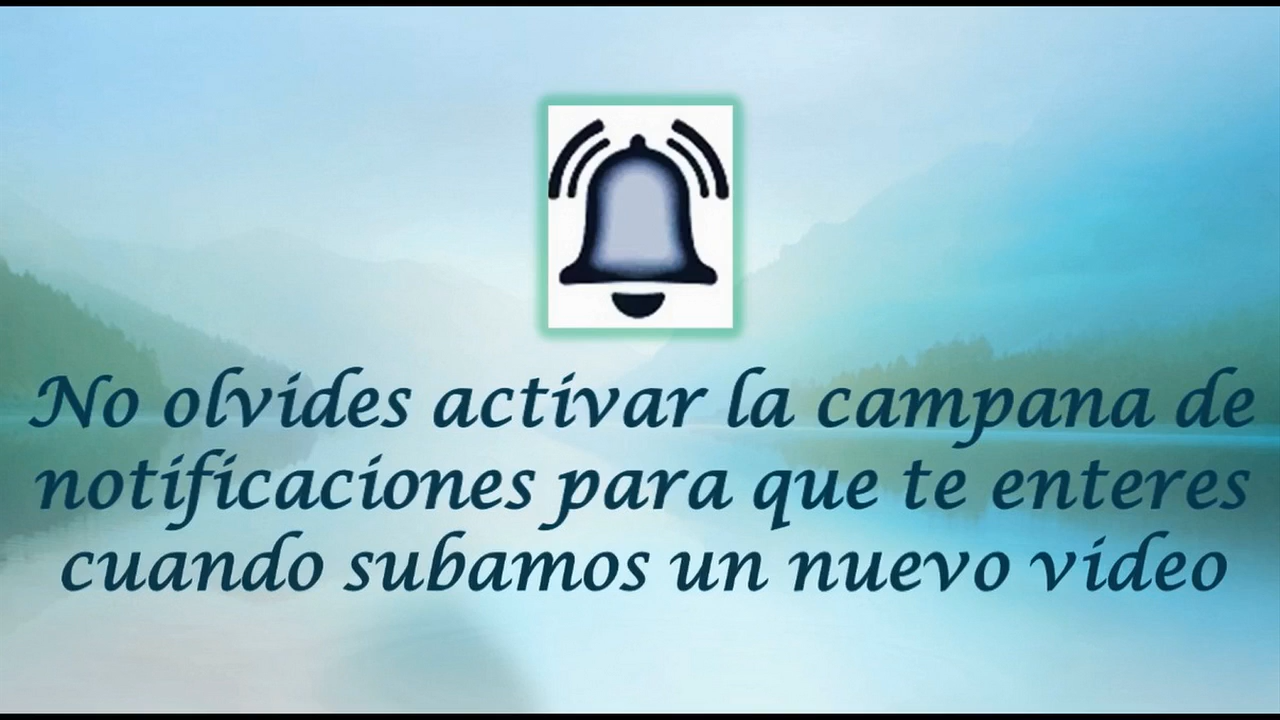 No olvides activar la campana de
notificaciones para que te enteres
cuando subamos un nuevo video